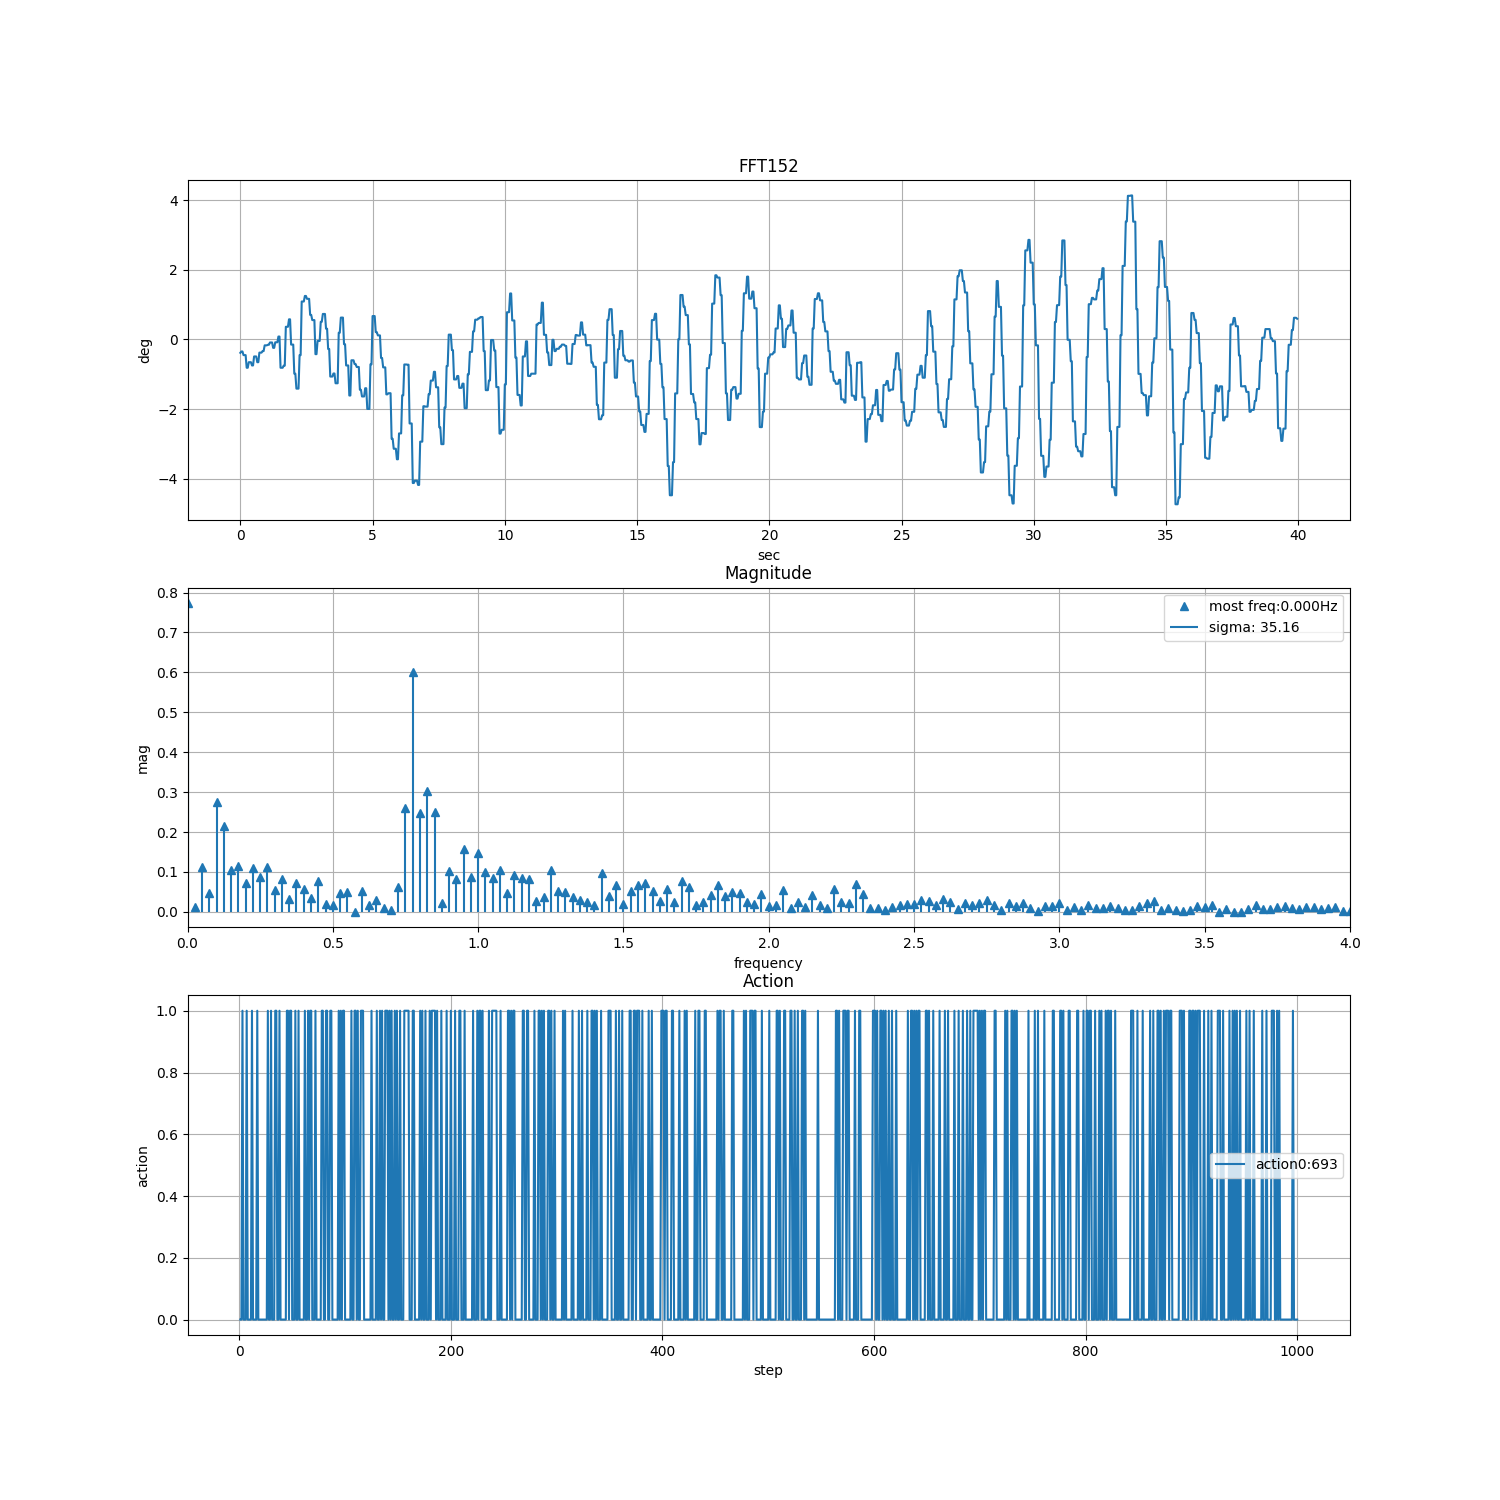 FFT152
4
2
0
−2
−4
deg
0 5 10 15 20 25 30 35 40
sec
Magnitude
0.8
0.7
0.6
0.5
0.4
0.3
0.2
0.1
0.0
mag
most freq:0.000Hz
sigma: 35.16
0.0 0.5 1.0 1.5 2.0 2.5 3.0 3.5 4.0
frequency
Action
1.0
0.8
0.6
0.4
0.2
0.0
action
action0:693
0 200 400 600 800 1000
step